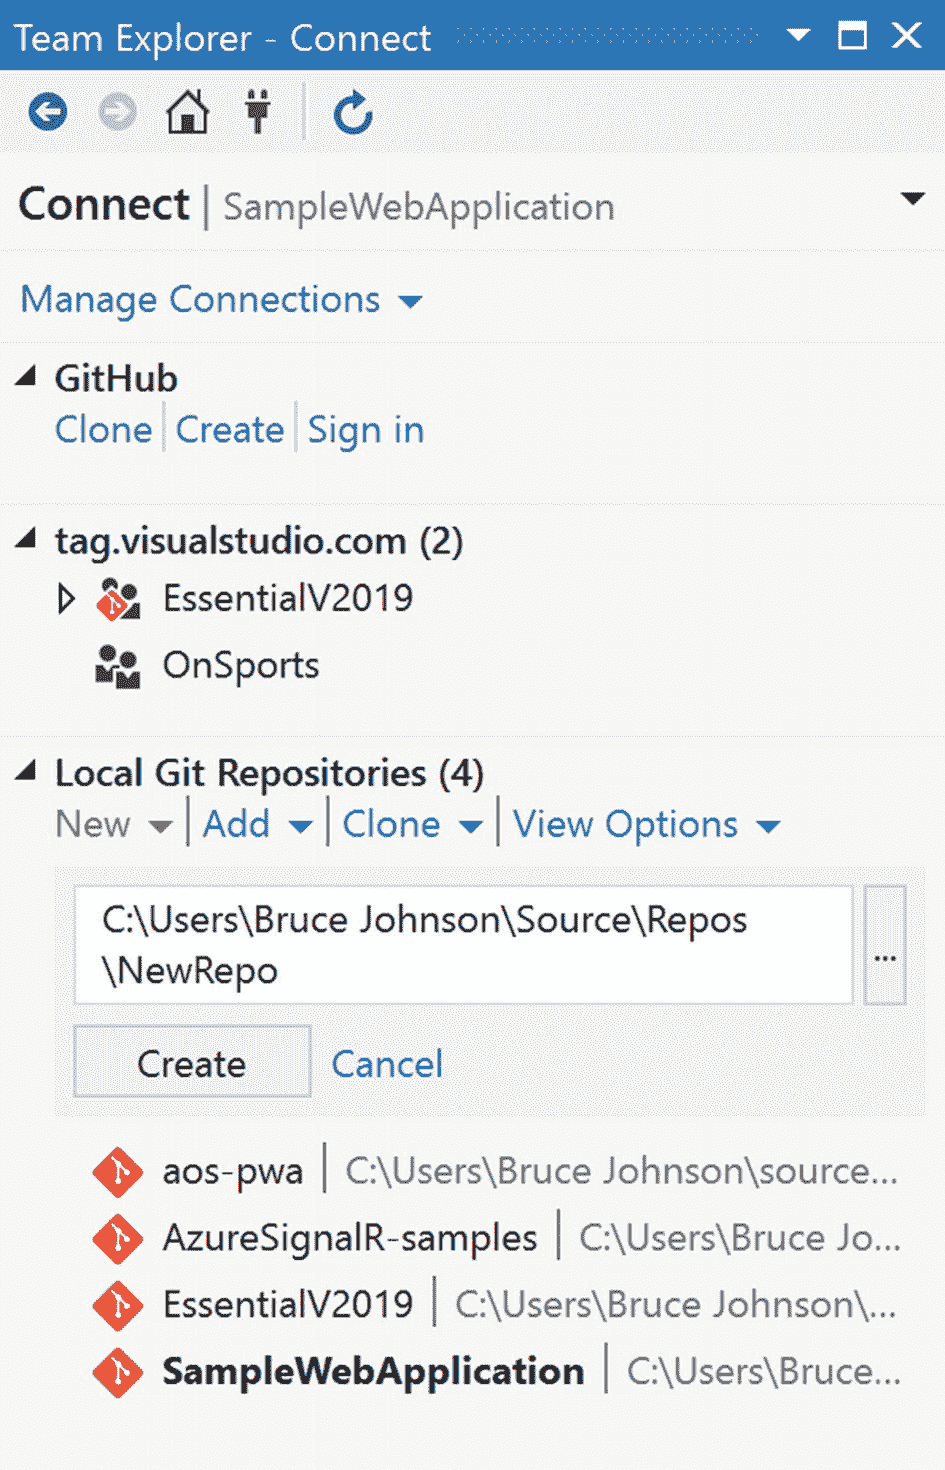 Team Explorer - Connect
Connect | SampleWebApplication
Manage Connections
GitHub
Clone | Create | Sign in
tag.visualstudio.com (2)
EssentialV2019
OnSports
Local Git Repositories (4)
New | Add | Clone | View Options
C:\Users\Bruce Johnson\Source\Repos
\NewRepo
...
Create Cancel
aos-pwa | C:\Users\Bruce Johnson\source...
AzureSignalR-samples | C:\Users\Bruce Jo...
EssentialV2019 | C:\Users\Bruce Johnson\...
SampleWebApplication | C:\Users\Bruce...